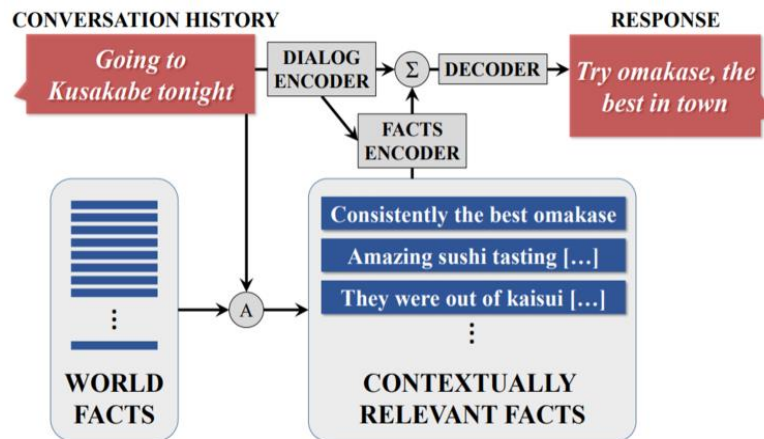 CONVERSATION HISTORY
RESPONSE
Going to
Kusakabe tonight
DIALOG
ENCODER
Σ
DECODER
Try omakase, the
best in town
FACTS
ENCODER
Consistently the best omakase
Amazing sushi tasting […]
They were out of kaisui […]
⋮
⋮
A
WORLD
FACTS
CONTEXTUALLY
RELEVANT FACTS